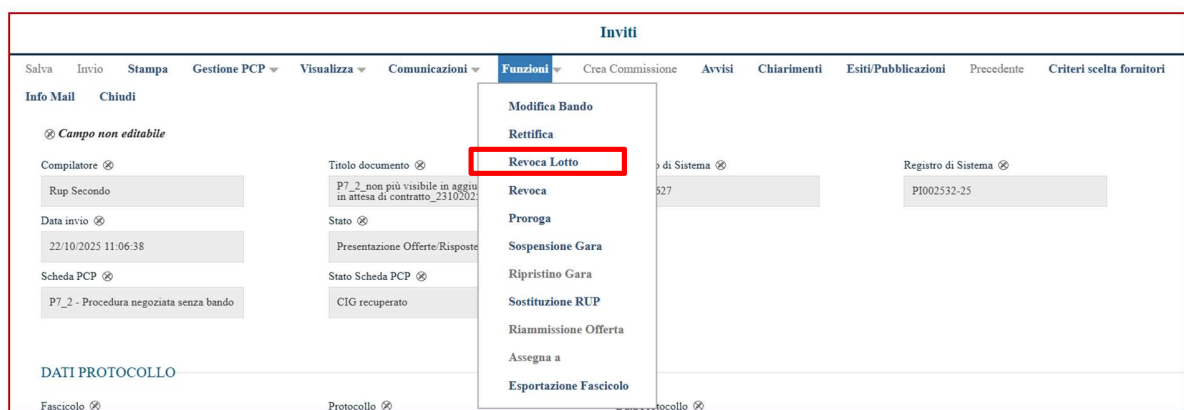 Inviti
Salva Invio Stampa Gestione PCP Visualizza Comunicazioni Funzioni Crea Commissione Avvisi Chiarimenti Esiti/Pubblicazioni Precedente Criteri scelta fornitori
Info Mail Chiudi
Modifica Bando
Rettifica
Revoca Lotto
Revoca
Proroga
Sospensione Gara
Ripristino Gara
Sostituzione RUP
Riammissione Offerta
Assegna a
Esportazione Fascicolo
Campo non editabile
Compilatore Titolo documento di Sistema Registro di Sistema
Rup Secondo P7_2_non più visibile in 627 PI002532-25
in attesa di
Data invio Stato
22/10/2025 11:06:38 Presentazione Offerte/Risposte
Scheda PCP Stato Scheda PCP
P7_2 - Procedura negoziata senza bando CIG recuperato
DATI PROTOCOLLO
Fascicolo Protocollo